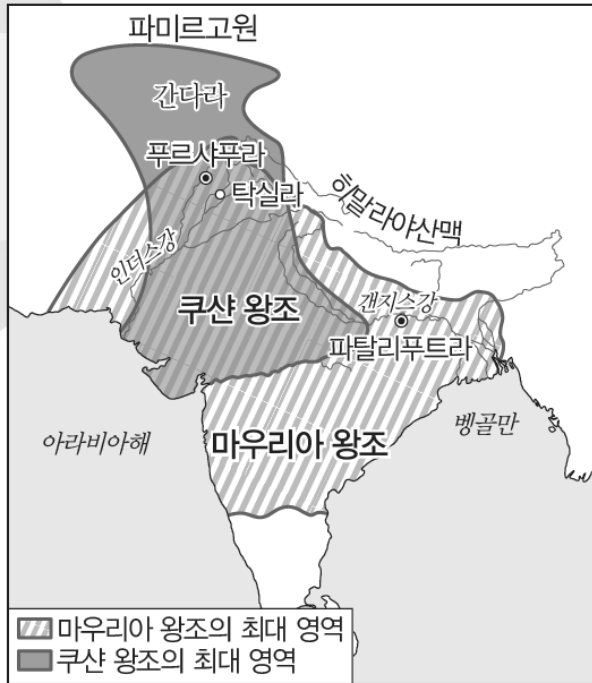 파미르고원
간다라
푸르샤푸라
탁실라
히말라야산맥
인더스강
쿠샨 왕조
갠지스강
파탈리푸트라
아라비아해
마우리아 왕조
벵골만
마우리아 왕조의 최대 영역
쿠샨 왕조의 최대 영역